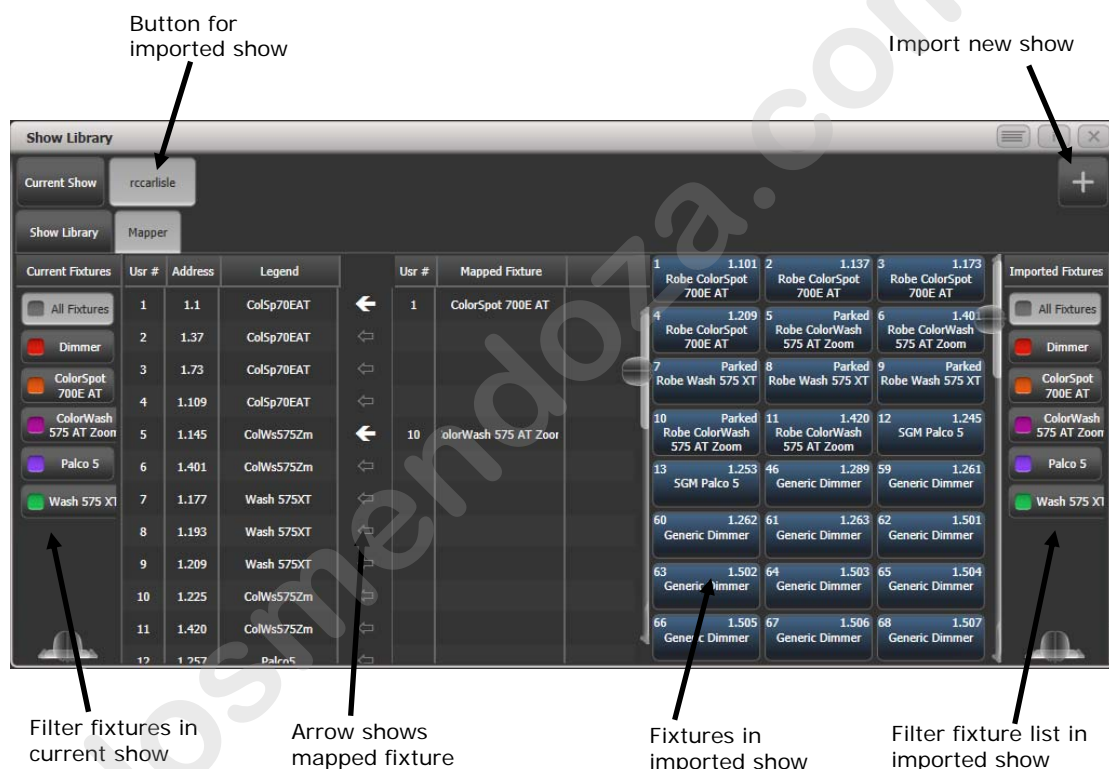 Button for
imported show
Import new show
Show Library
Current Show
rccarlisle
+
Show Library
Mapper
Current Fixtures
Usr #
Address
Legend
Usr #
Mapped Fixture
Imported Fixtures
All Fixtures
Dimmer
ColorSpot
700E AT
ColorWash
575 AT Zoom
Palco 5
Wash 575 XT
1 1.1 ColSp70EAT 1 ColorSpot 700E AT
2 1.37 ColSp70EAT
3 1.73 ColSp70EAT
4 1.109 ColSp70EAT
5 1.145 ColWs575Zm 10 olorWash 575 AT Zoor
6 1.401 ColWs575Zm
7 1.177 Wash 575XT
8 1.193 Wash 575XT
9 1.209 Wash 575XT
10 1.225 ColWs575Zm
11 1.420 ColWs575Zm
12 1.257 Palco5
1 1.101 2 1.137 3 1.173
Robe ColorSpot Robe ColorSpot Robe ColorSpot
700E AT 700E AT 700E AT
4 1.209 5 Parked 6 1.401
Robe ColorSpot Robe ColorWash Robe ColorWash
700E AT 575 AT Zoom 575 AT Zoom
7 Parked 8 Parked 9 Parked
Robe Wash 575 XT Robe Wash 575 XT Robe Wash 575 XT
10 Parked 11 1.420 12 1.245
Robe ColorWash Robe ColorWash SGM Palco 5
575 AT Zoom 575 AT Zoom
13 1.253 46 1.289 59 1.261
SGM Palco 5 Generic Dimmer Generic Dimmer
60 1.262 61 1.263 62 1.501
Generic Dimmer Generic Dimmer Generic Dimmer
63 1.502 64 1.503 65 1.504
Generic Dimmer Generic Dimmer Generic Dimmer
66 1.505 67 1.506 68 1.507
Generic Dimmer Generic Dimmer Generic Dimmer
All Fixtures
Dimmer
ColorSpot
700E AT
ColorWash
575 AT Zoom
Palco 5
Wash 575 XT
Filter fixtures in
current show
Arrow shows
mapped fixture
Fixtures in
imported show
Filter fixture list in
imported show
losmendoza.com